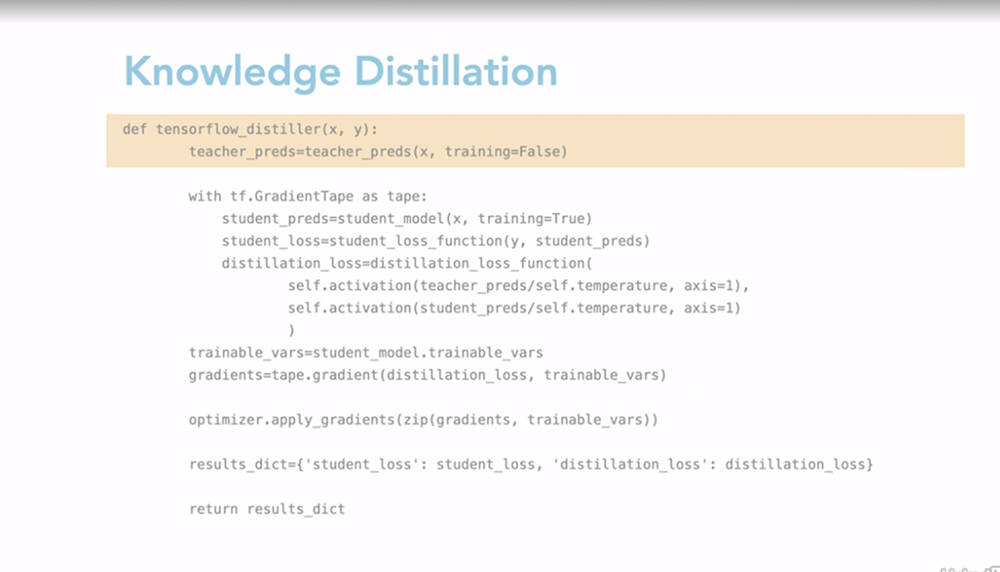 Knowledge Distillation
def tensorflow_distiller(x, y):
teacher_preds=teacher_preds(x, training=False)
with tf.GradientTape as tape:
student_preds=student_model(x, training=True)
student_loss=student_loss_function(y, student_preds)
distillation_loss=distillation_loss_function(
self.activation(teacher_preds/self.temperature, axis=1),
self.activation(student_preds/self.temperature, axis=1)
)
trainable_vars=student_model.trainable_vars
gradients=tape.gradient(distillation_loss, trainable_vars)
optimizer.apply_gradients(zip(gradients, trainable_vars))
results_dict={'student_loss': student_loss, 'distillation_loss': distillation_loss}
return results_dict